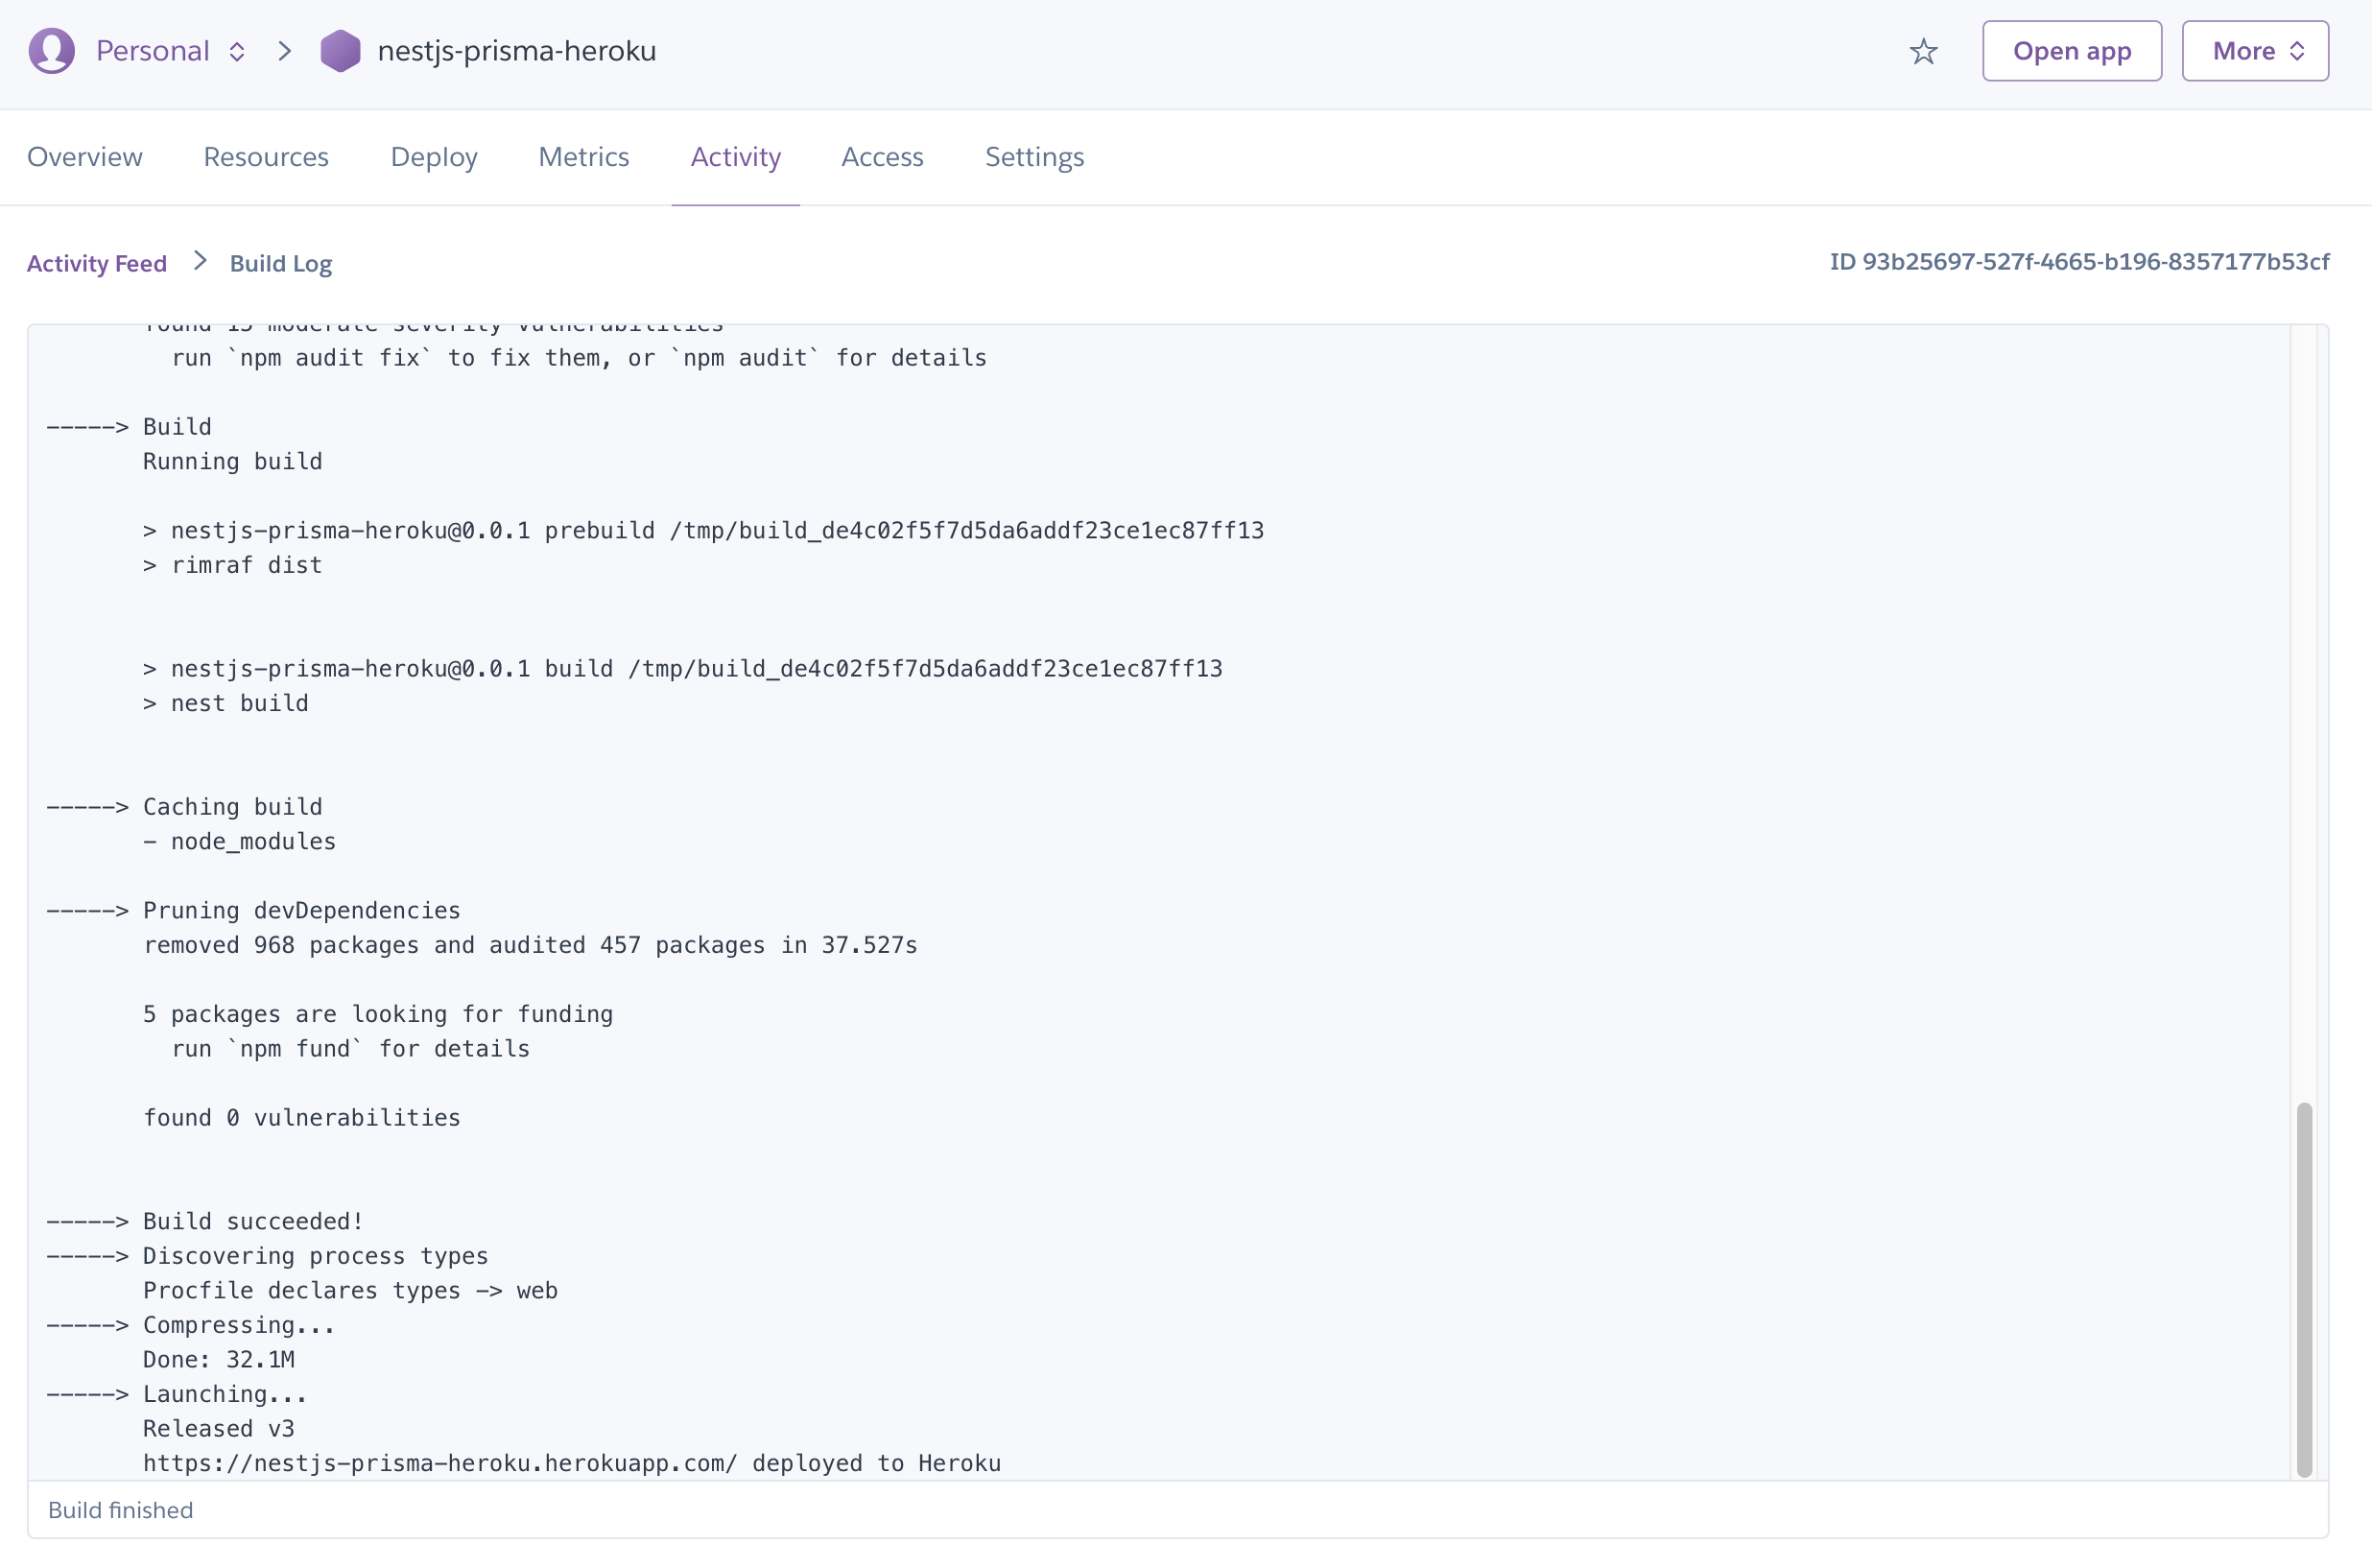 Personal
nestjs-prisma-heroku
Open app
More
Overview
Resources
Deploy
Metrics
Activity
Access
Settings
Activity Feed > Build Log
ID 93b25697-527f-4665-b196-8357177b53cf
found 15 moderate severity vulnerabilities
run `npm audit fix` to fix them, or `npm audit` for details
-----> Build
Running build
> nestjs-prisma-heroku@0.0.1 prebuild /tmp/build_de4c02f5f7d5da6addf23ce1ec87ff13
> rimraf dist
> nestjs-prisma-heroku@0.0.1 build /tmp/build_de4c02f5f7d5da6addf23ce1ec87ff13
> nest build
-----> Caching build
- node_modules
-----> Pruning devDependencies
removed 968 packages and audited 457 packages in 37.527s
5 packages are looking for funding
run `npm fund` for details
found 0 vulnerabilities
-----> Build succeeded!
-----> Discovering process types
Procfile declares types -> web
-----> Compressing...
Done: 32.1M
-----> Launching...
Released v3
https://nestjs-prisma-heroku.herokuapp.com/ deployed to Heroku
Build finished